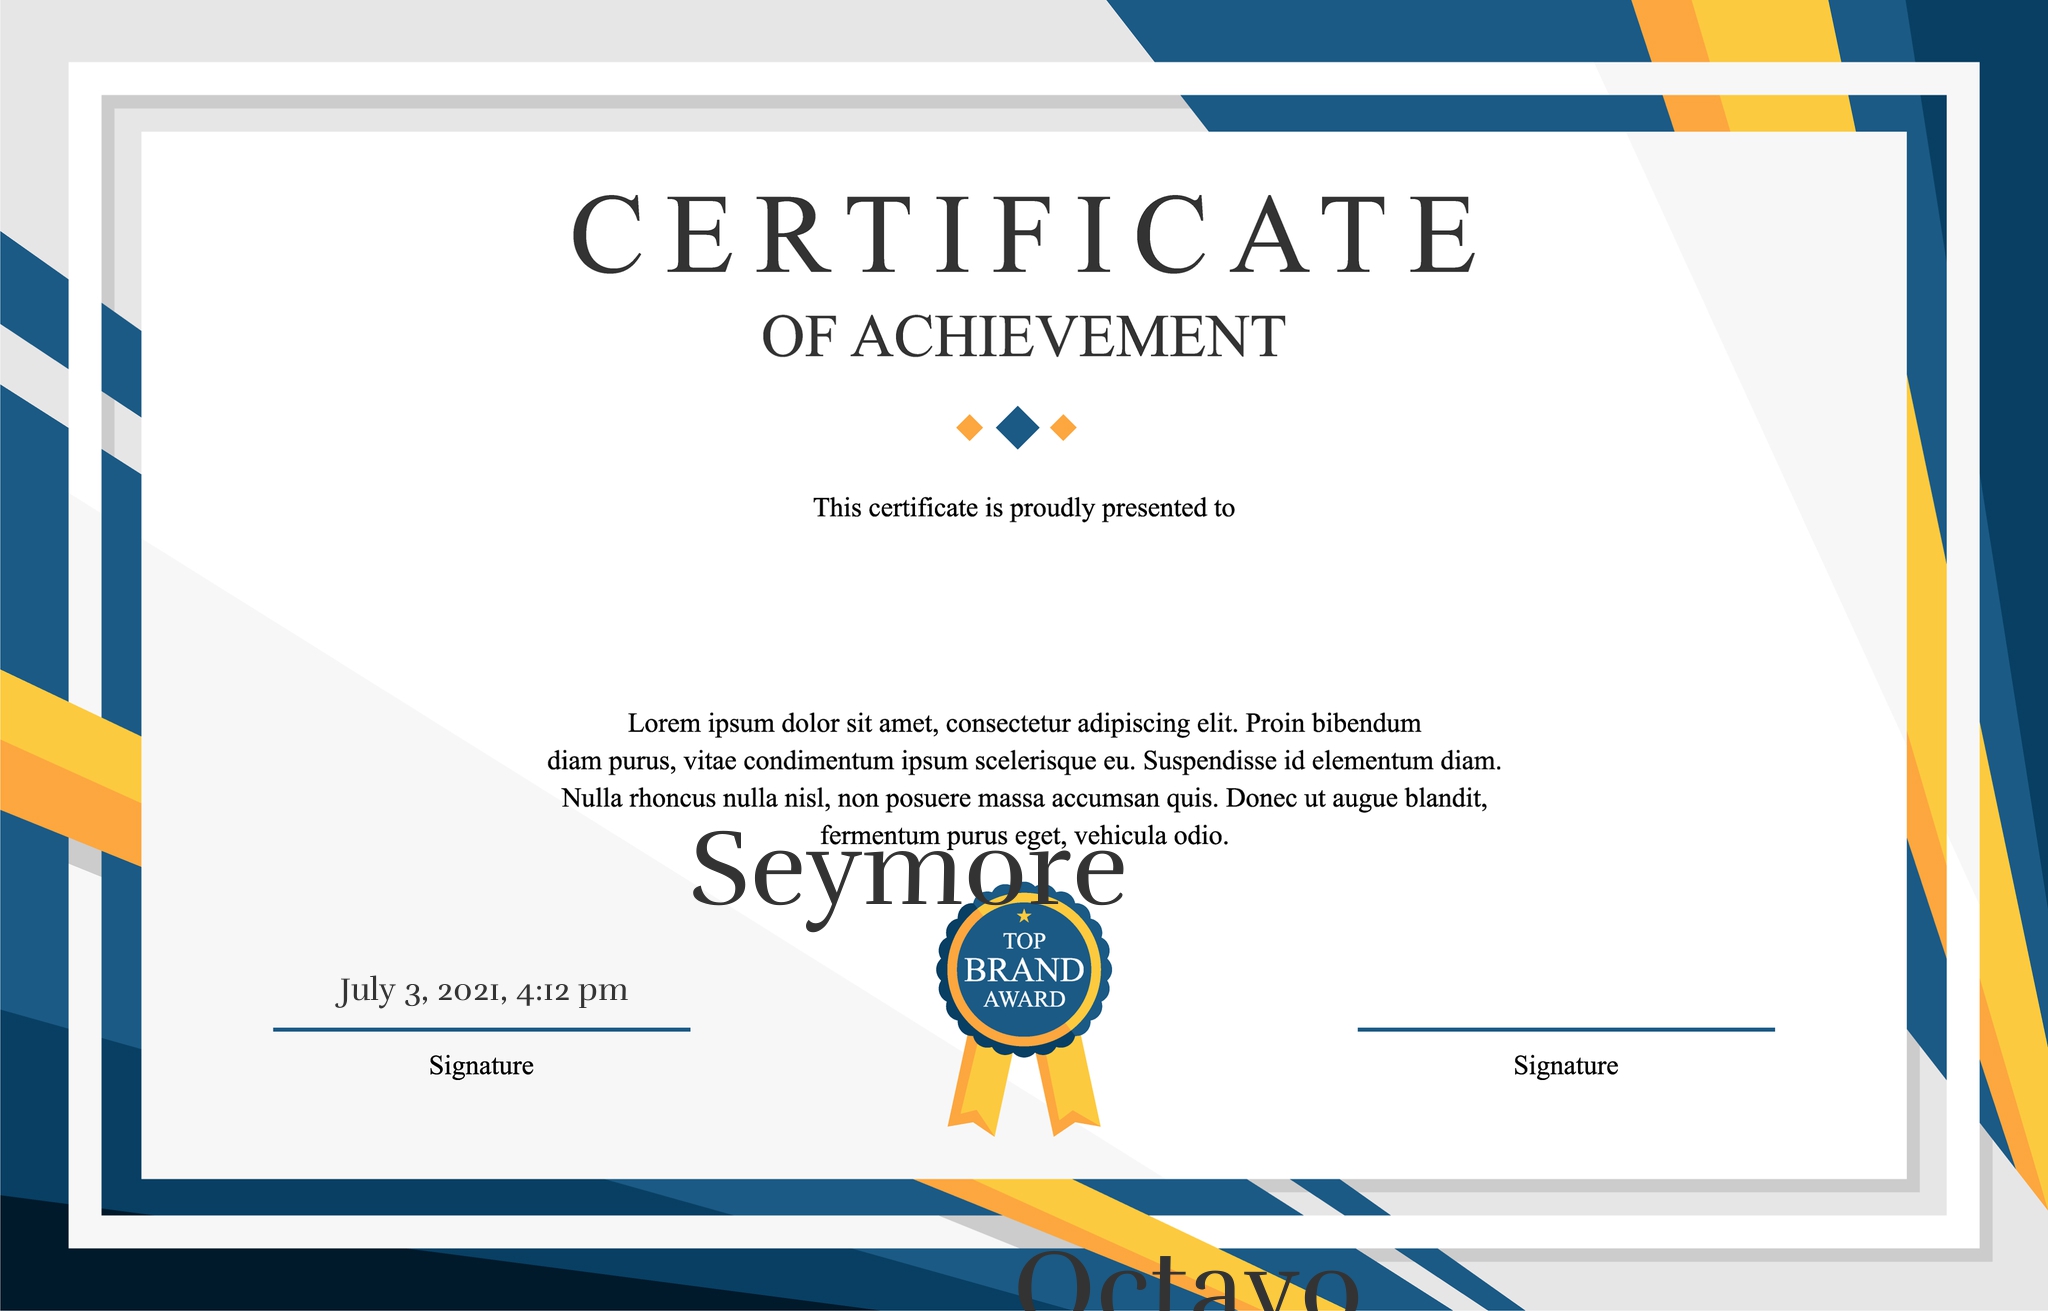 CERTIFICATE
OF ACHIEVEMENT
This certificate is proudly presented to
Lorem ipsum dolor sit amet, consectetur adipiscing elit. Proin bibendum
diam purus, vitae condimentum ipsum scelerisque eu. Suspendisse id elementum diam.
Nulla rhoncus nulla nisl, non posuere massa accumsan quis. Donec ut augue blandit,
fermentum purus eget, vehicula odio.
Seymore
TOP
BRAND
AWARD
July 3, 2021, 4:12 pm
Signature
Signature
Octavo